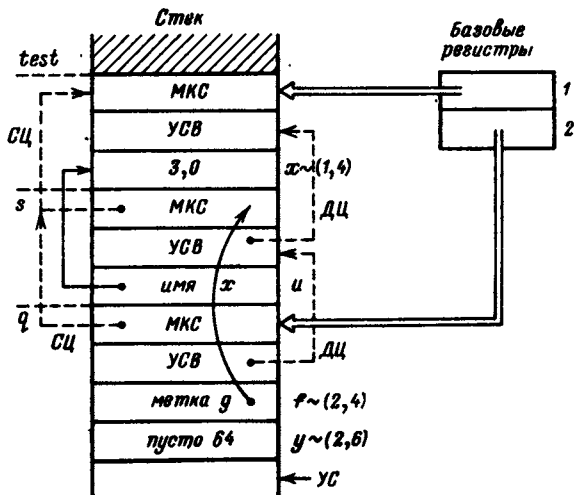 Стек
Базовые
регистры
test
МКС
1
УСВ
2
СЦ
3,0
x~(1,4)
s
МКС
ДЦ
УСВ
имя x
u
q
МКС
СЦ
УСВ
ДЦ
метка g
f~(2,4)
пусто 64
y~(2,6)
УС